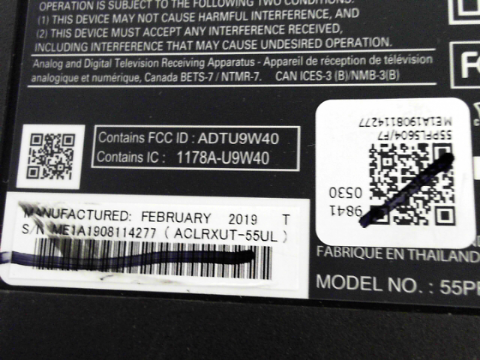 OPERATION IS SUBJECT TO THE FOLLOWING TWO CONDITIONS:
(1) THIS DEVICE MAY NOT CAUSE HARMFUL INTERFERENCE, AND
(2) THIS DEVICE MUST ACCEPT ANY INTERFERENCE RECEIVED,
INCLUDING INTERFERENCE THAT MAY CAUSE UNDESIRED OPERATION.
Analog and Digital Television Receiving Apparatus - Appareil de réception de télévision
analogique et numérique, Canada BETS-7 / NTMR-7. CAN ICES-3 (B)/NMB-3(B)
Contains FCC ID : ADTU9W40
Contains IC : 1178A-U9W40
55PFL5604/F7
ME1A1908114277
9841
0530
MANUFACTURED: FEBRUARY 2019 T
S/N ME1A1908114277 ( ACLRXUT-55UL )
FABRIQUÉ EN THAILANDE
MODEL NO. : 55PF